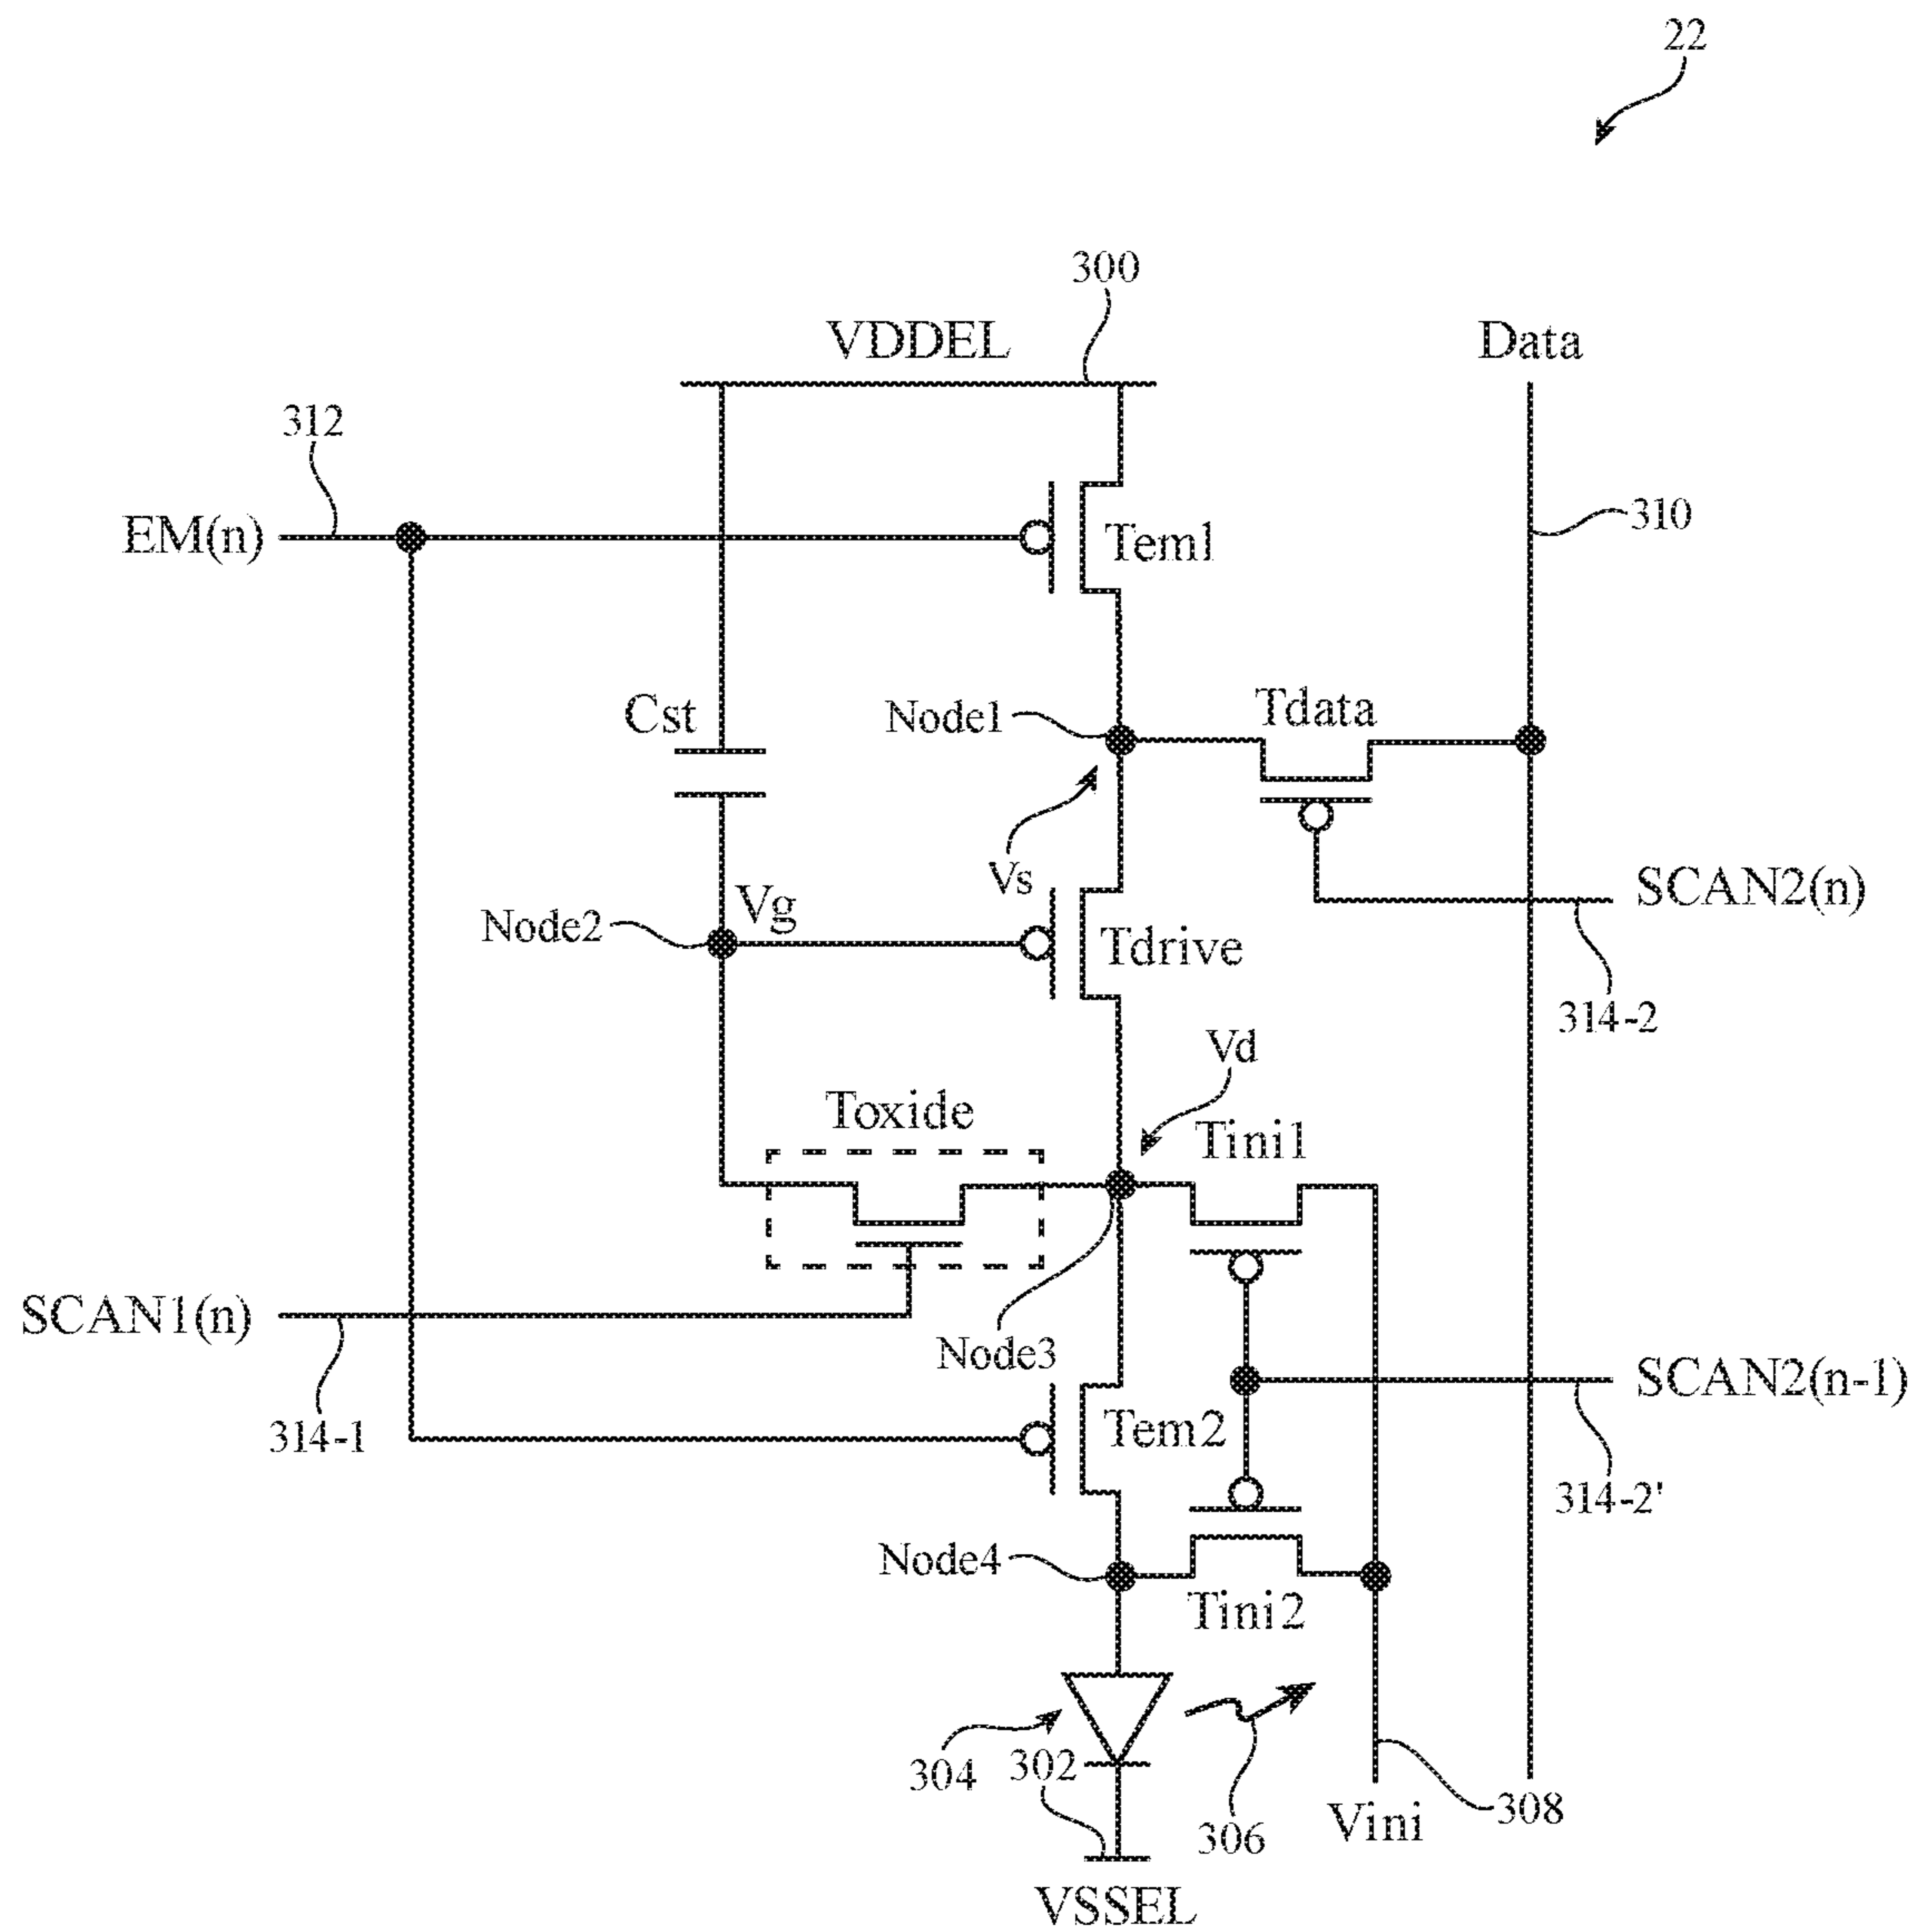 22
300
VDDEL
Data
312
310
EM(n)
Tem1
Cst
Node1
Tdata
Vs
SCAN2(n)
Vg
Node2
Tdrive
314-2
Vd
Toxide
Tini1
SCAN1(n)
Node3
SCAN2(n-1)
314-1
Tem2
314-2'
Node4
Tini2
304
302
306
Vini
308
VSSEL